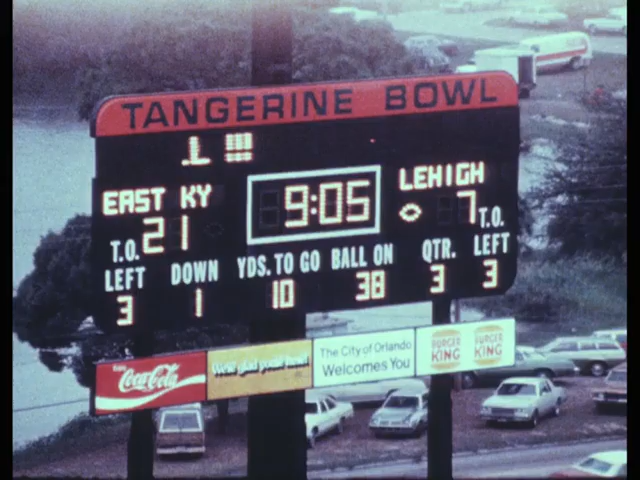 TANGERINE BOWL
EAST KY 9:05 LEHIGH
21 7
T.O. LEFT DOWN YDS. TO GO BALL ON QTR. T.O. LEFT
3 1 10 38 3 3
Enjoy Coca-Cola
We're glad you're here!
The City of Orlando
Welcomes You
BURGER KING BURGER KING